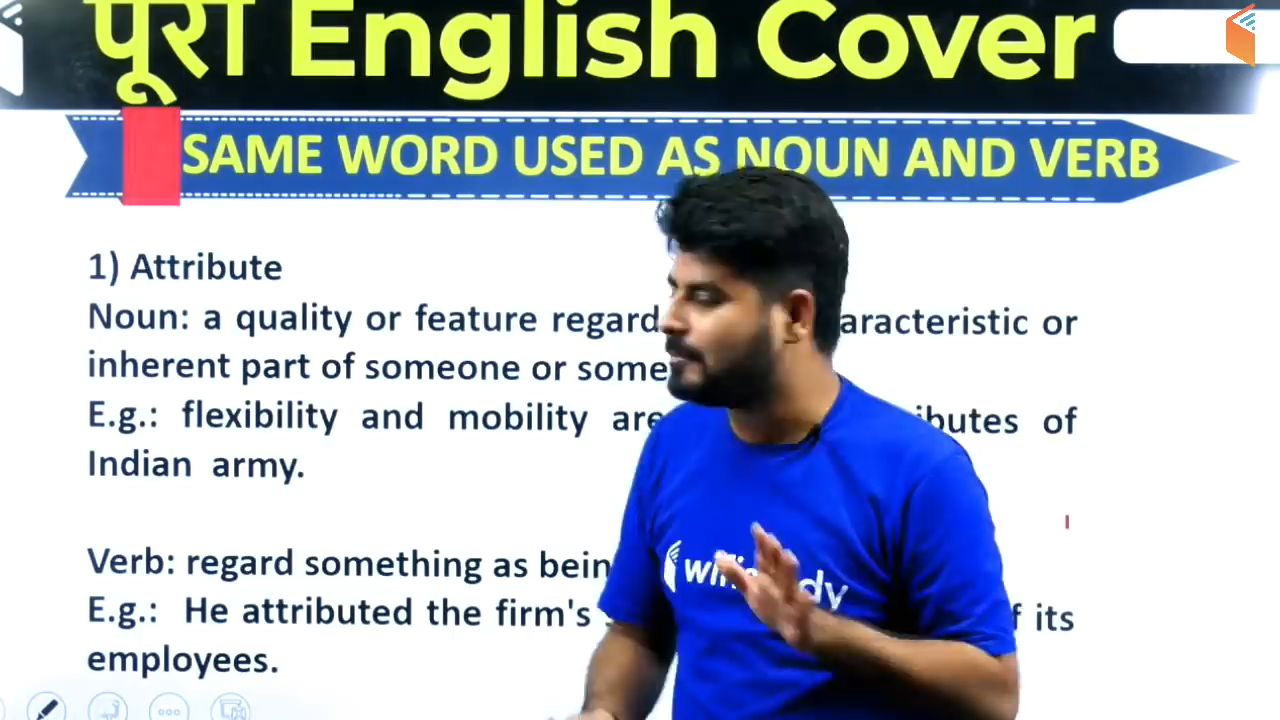 पूरा English Cover
SAME WORD USED AS NOUN AND VERB
1) Attribute
Noun: a quality or feature regard aracteristic or
inherent part of someone or some
E.g.: flexibility and mobility are ibutes of
Indian army.
Verb: regard something as bein
E.g.: He attributed the firm's f its
employees.